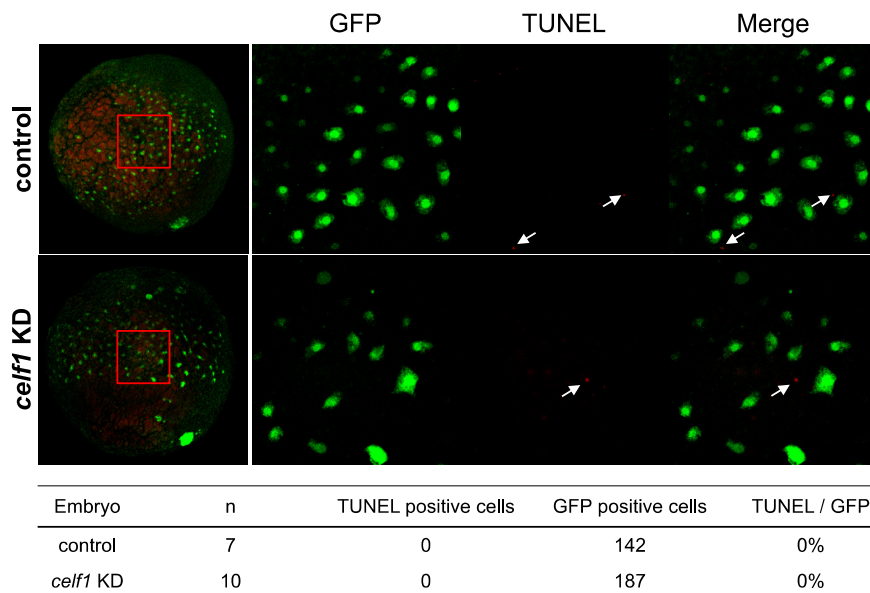 GFP TUNEL Merge
control
celf1 KD
Embryo n TUNEL positive cells GFP positive cells TUNEL / GFP
control 7 0 142 0%
celf1 KD 10 0 187 0%